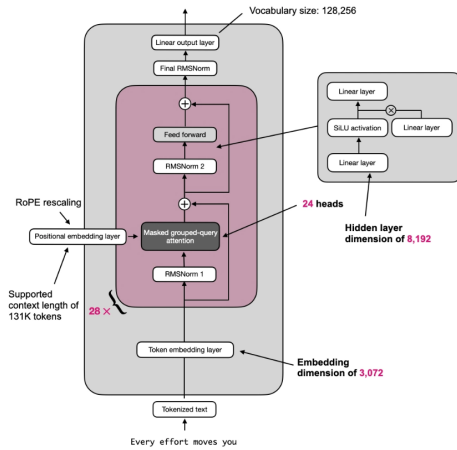 Vocabulary size: 128,256
Linear output layer
Final RMSNorm
Feed forward
RMSNorm 2
Masked grouped-query
attention
RMSNorm 1
28 ×
RoPE rescaling
Positional embedding layer
Supported
context length of
131K tokens
Token embedding layer
Tokenized text
Every effort moves you
Linear layer
SiLU activation
Linear layer
Linear layer
24 heads
Hidden layer
dimension of 8,192
Embedding
dimension of 3,072